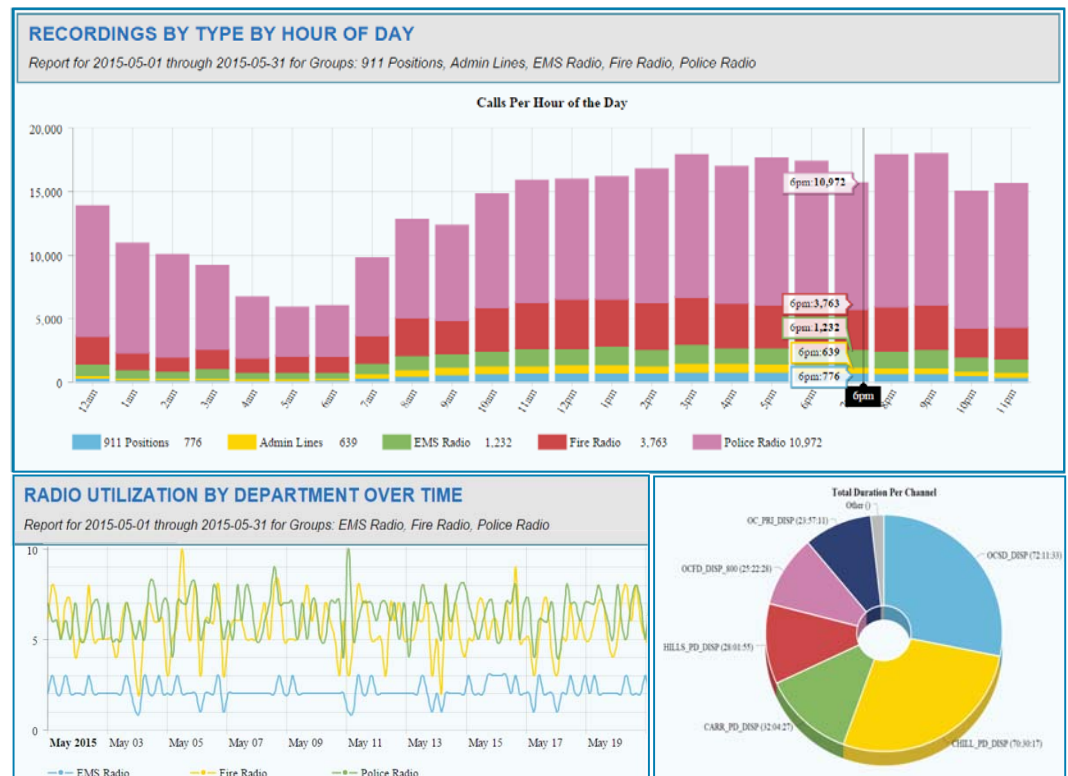 RECORDINGS BY TYPE BY HOUR OF DAY
Report for 2015-05-01 through 2015-05-31 for Groups: 911 Positions, Admin Lines, EMS Radio, Fire Radio, Police Radio
Calls Per Hour of the Day
20,000
15,000
10,000
5,000
0
6pm:10,972
6pm:3,763
6pm:1,232
6pm:639
6pm:776
12am 1am 2am 3am 4am 5am 6am 7am 8am 9am 10am 11am 12pm 1pm 2pm 3pm 4pm 5pm 6pm 6pm 8pm 9pm 10pm 11pm
911 Positions 776 Admin Lines 639 EMS Radio 1,232 Fire Radio 3,763 Police Radio 10,972
RADIO UTILIZATION BY DEPARTMENT OVER TIME
Report for 2015-05-01 through 2015-05-31 for Groups: EMS Radio, Fire Radio, Police Radio
10
5
0
May 2015 May 03 May 05 May 07 May 09 May 11 May 13 May 15 May 17 May 19
EMS Radio Fire Radio Police Radio
Total Duration Per Channel
Other ()
OC_PRI_DISP (23:57:11)
OCSD_DISP (72:11:33)
OCFD_DISP_800 (25:22:28)
HILLS_PD_DISP (28:01:55)
CARR_PD_DISP (32:04:27)
CHILL_PD_DISP (70:30:17)